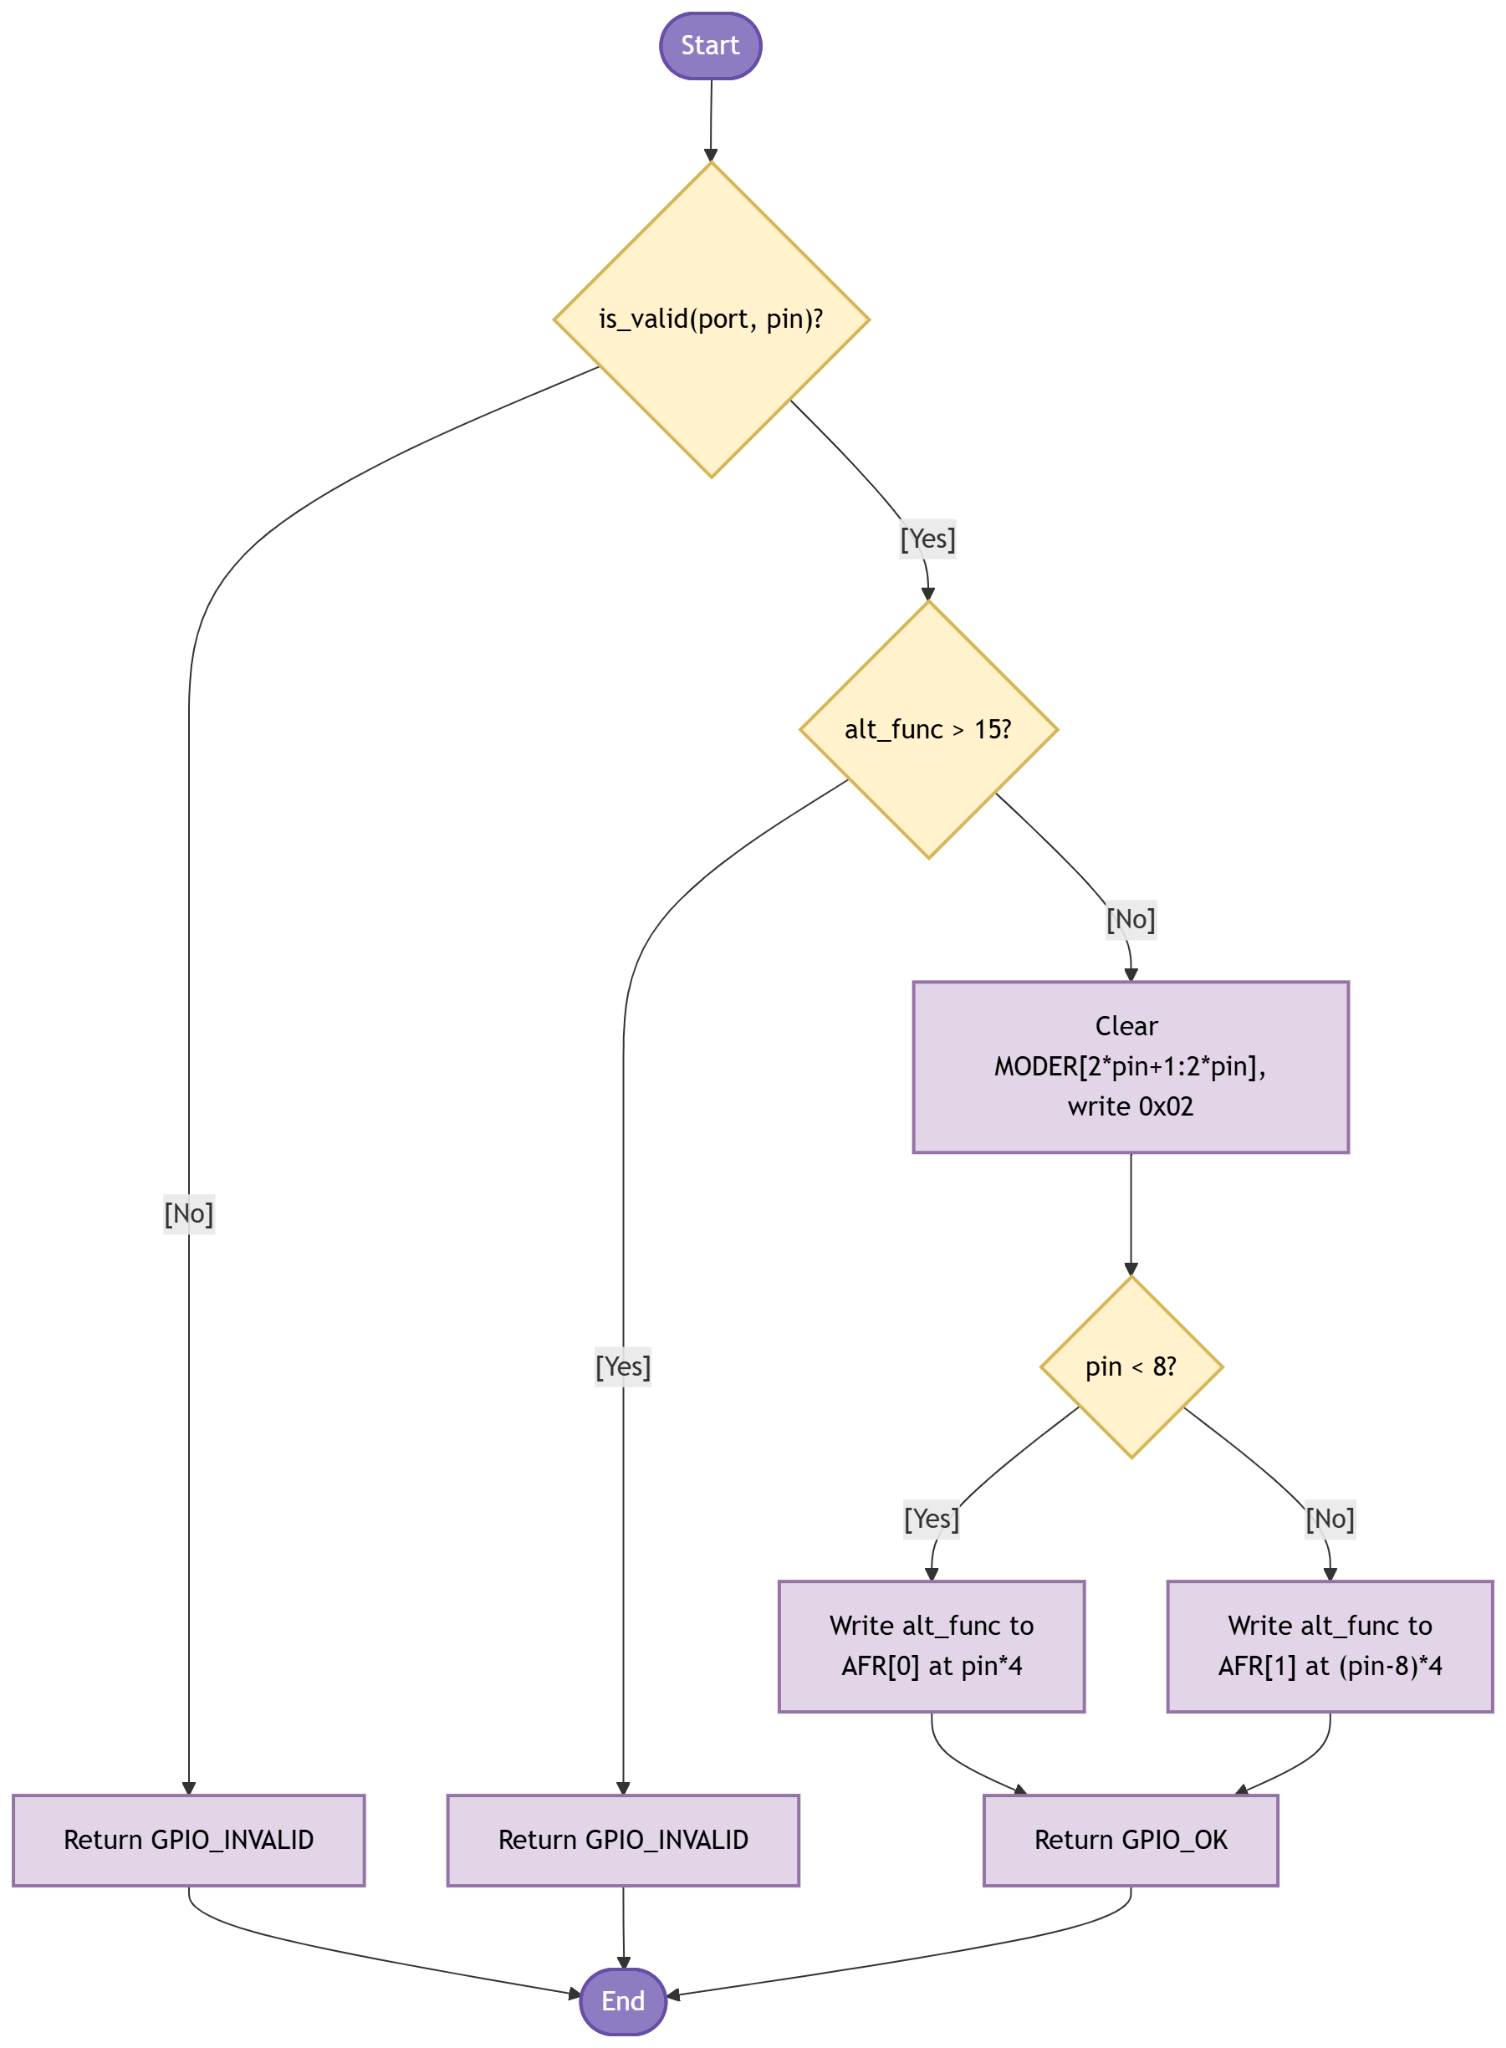 Start
is_valid(port, pin)?
[Yes]
alt_func > 15?
[No]
Clear
MODER[2*pin+1:2*pin],
write 0x02
[No]
[Yes]
pin < 8?
[Yes]
[No]
Write alt_func to
AFR[0] at pin*4
Write alt_func to
AFR[1] at (pin-8)*4
Return GPIO_INVALID
Return GPIO_INVALID
Return GPIO_OK
End